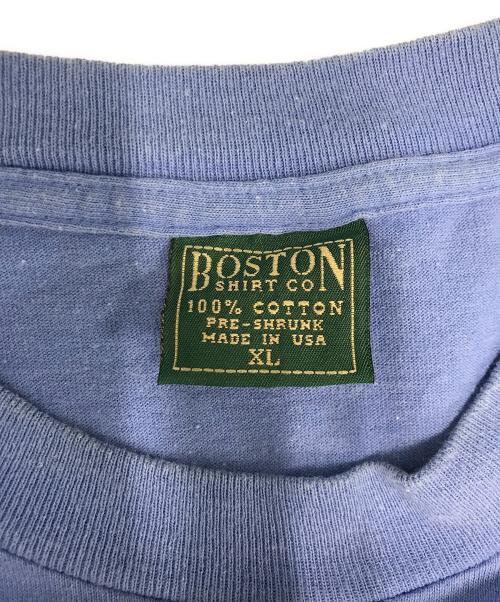 BOSTON
SHIRT CO
100% COTTON
PRE-SHRUNK
MADE IN USA
XL